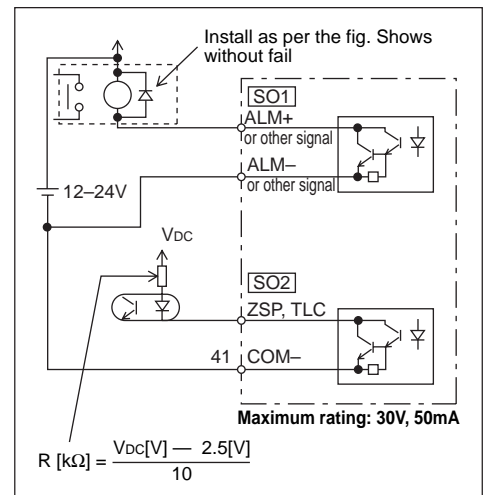 Install as per the fig. Shows
without fail
SO1
ALM+
or other signal
ALM–
or other signal
12–24V
VDC
SO2
ZSP, TLC
41 COM–
Maximum rating: 30V, 50mA
R [kΩ] = VDC[V] — 2.5[V]
10